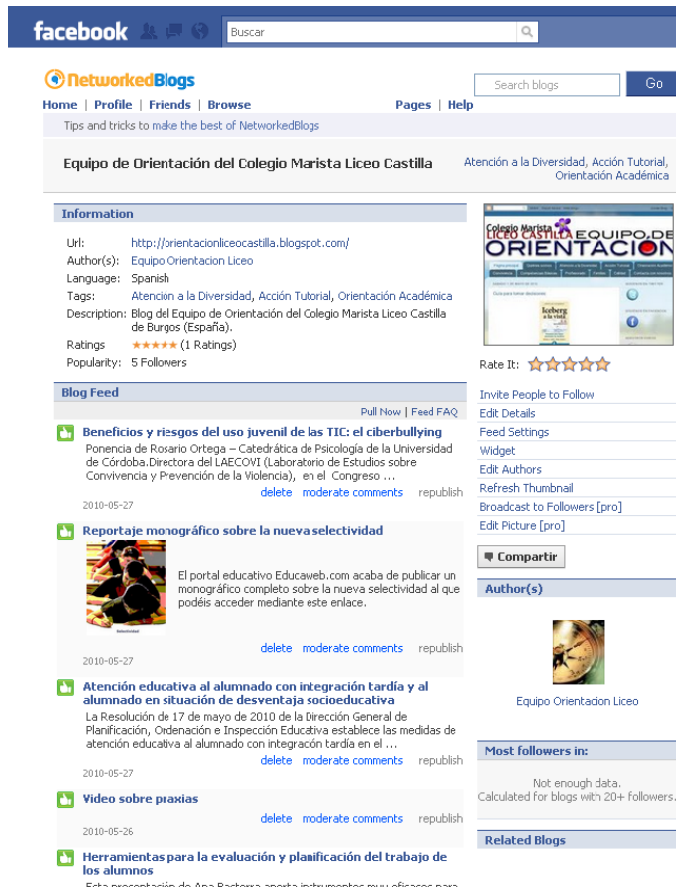 facebook
Buscar
NetworkedBlogs
Search blogs
Go
Home | Profile | Friends | Browse
Pages | Help
Tips and tricks to make the best of NetworkedBlogs
Equipo de Orientación del Colegio Marista Liceo Castilla
Atención a la Diversidad, Acción Tutorial,
Orientación Académica
Information
Url: http://orientacionliceocastilla.blogspot.com/
Author(s): Equipo Orientacion Liceo
Language: Spanish
Tags: Atencion a la Diversidad, Acción Tutorial, Orientación Académica
Description: Blog del Equipo de Orientación del Colegio Marista Liceo Castilla
de Burgos (España).
Ratings (1 Ratings)
Popularity: 5 Followers
Blog Feed
Pull Now | Feed FAQ
Beneficios y riesgos del uso juvenil de las TIC: el ciberbullying
Ponencia de Rosario Ortega – Catedrática de Psicología de la Universidad
de Córdoba.Directora del LAECOVI (Laboratorio de Estudios sobre
Convivencia y Prevención de la Violencia), en el Congreso ...
delete moderate comments republish
2010-05-27
Reportaje monográfico sobre la nueva selectividad
El portal educativo Educaweb.com acaba de publicar un
monográfico completo sobre la nueva selectividad al que
podéis acceder mediante este enlace.
delete moderate comments republish
2010-05-27
Atención educativa al alumnado con integración tardía y al
alumnado en situación de desventaja socioeducativa
La Resolución de 17 de mayo de 2010 de la Dirección General de
Planificación, Ordenación e Inspección Educativa establece las medidas de
atención educativa al alumnado con integracón tardía en el ...
delete moderate comments republish
2010-05-27
Video sobre praxias
delete moderate comments republish
2010-05-26
Herramientas para la evaluación y planificación del trabajo de
los alumnos
Colegio Marista
LICEO CASTILLA EQUIPO DE
ORIENTACIÓN
Iceberg
a la vista
Rate It:
Invite People to Follow
Edit Details
Feed Settings
Widget
Edit Authors
Refresh Thumbnail
Broadcast to Followers [pro]
Edit Picture [pro]
Compartir
Author(s)
Equipo Orientacion Liceo
Most followers in:
Not enough data.
Calculated for blogs with 20+ followers.
Related Blogs